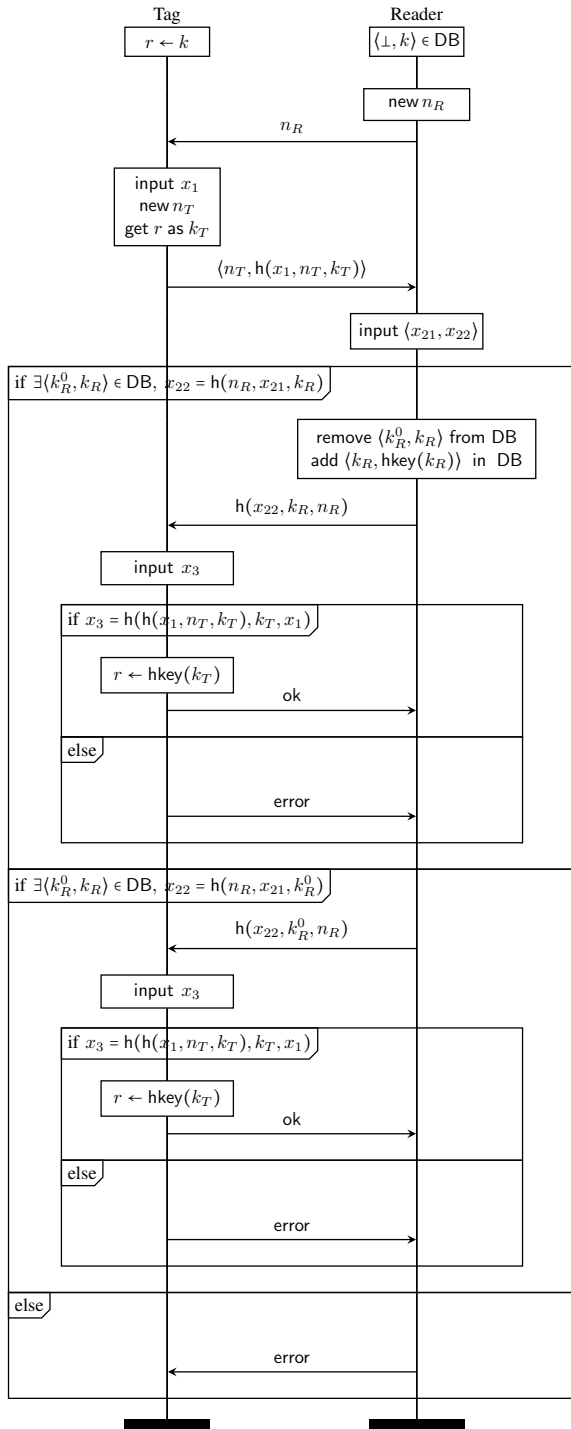 Tag Reader
r ← k ⟨⊥, k⟩ ∈ DB
new n_R
n_R
input x_1
new n_T
get r as k_T
⟨n_T, h(x_1, n_T, k_T)⟩
input ⟨x_21, x_22⟩
if ∃⟨k_R^0, k_R⟩ ∈ DB, x_22 = h(n_R, x_21, k_R)
remove ⟨k_R^0, k_R⟩ from DB
add ⟨k_R, hkey(k_R)⟩ in DB
h(x_22, k_R, n_R)
input x_3
if x_3 = h(h(x_1, n_T, k_T), k_T, x_1)
r ← hkey(k_T)
ok
else
error
if ∃⟨k_R^0, k_R⟩ ∈ DB, x_22 = h(n_R, x_21, k_R^0)
h(x_22, k_R^0, n_R)
input x_3
if x_3 = h(h(x_1, n_T, k_T), k_T, x_1)
r ← hkey(k_T)
ok
else
error
else
error